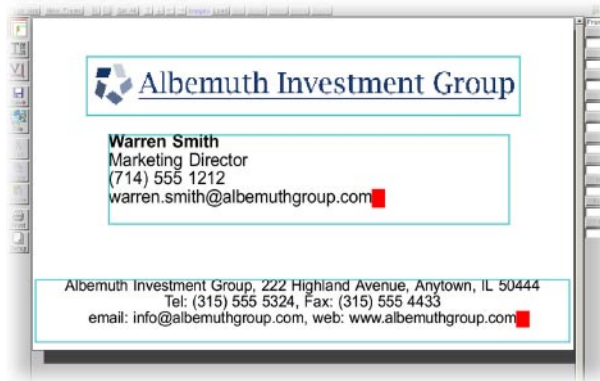 Albemuth Investment Group
Warren Smith
Marketing Director
(714) 555 1212
warren.smith@albemuthgroup.com
Albemuth Investment Group, 222 Highland Avenue, Anytown, IL 50444
Tel: (315) 555 5324, Fax: (315) 555 4433
email: info@albemuthgroup.com, web: www.albemuthgroup.com